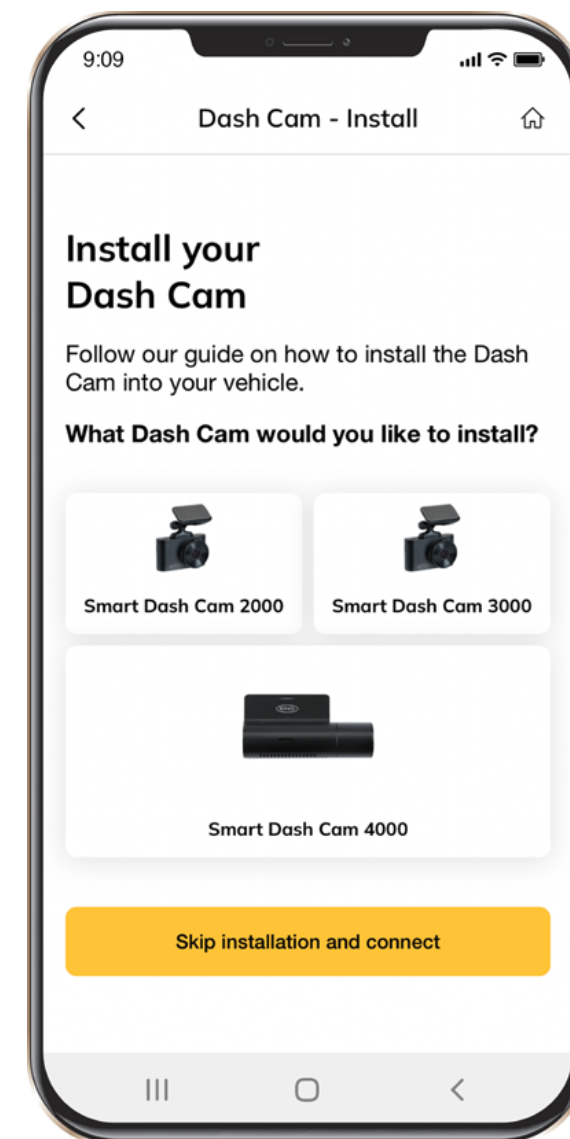 9:09
Dash Cam - Install
Install your
Dash Cam
Follow our guide on how to install the Dash
Cam into your vehicle.
What Dash Cam would you like to install?
Smart Dash Cam 2000
Smart Dash Cam 3000
Smart Dash Cam 4000
Skip installation and connect